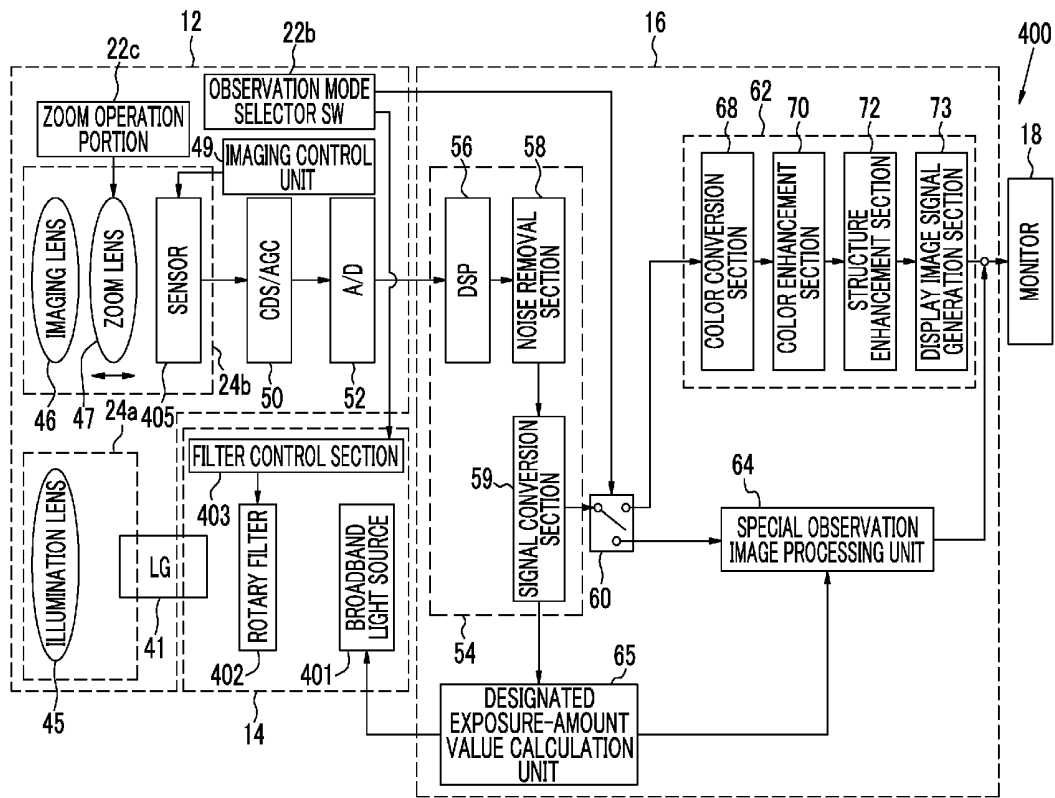 12
22b
16
400
22c
OBSERVATION MODE
SELECTOR SW
ZOOM OPERATION
PORTION
49
IMAGING CONTROL
UNIT
56
58
62
68
70
72
73
18
IMAGING LENS
ZOOM LENS
SENSOR
CDS/AGC
A/D
DSP
NOISE REMOVAL
SECTION
COLOR CONVERSION
SECTION
COLOR ENHANCEMENT
SECTION
STRUCTURE
ENHANCEMENT SECTION
DISPLAY IMAGE SIGNAL
GENERATION SECTION
MONITOR
46
47
405
24b
50
52
24a
FILTER CONTROL SECTION
403
59
SIGNAL CONVERSION
SECTION
60
64
SPECIAL OBSERVATION
IMAGE PROCESSING UNIT
ILLUMINATION LENS
LG
41
ROTARY FILTER
BROADBAND
LIGHT SOURCE
402
401
45
14
54
65
DESIGNATED
EXPOSURE-AMOUNT
VALUE CALCULATION
UNIT